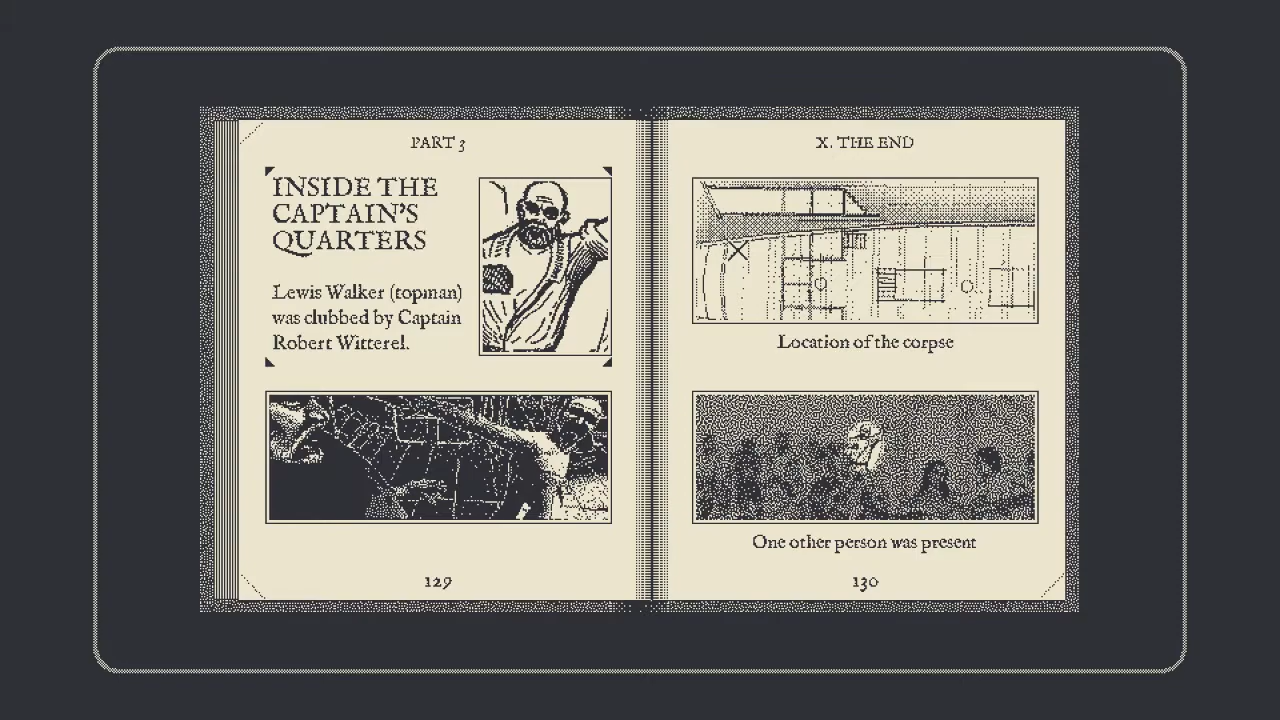 PART 3
INSIDE THE
CAPTAIN'S
QUARTERS
Lewis Walker (topman)
was clubbed by Captain
Robert Witterel.
129
X. THE END
Location of the corpse
One other person was present
130